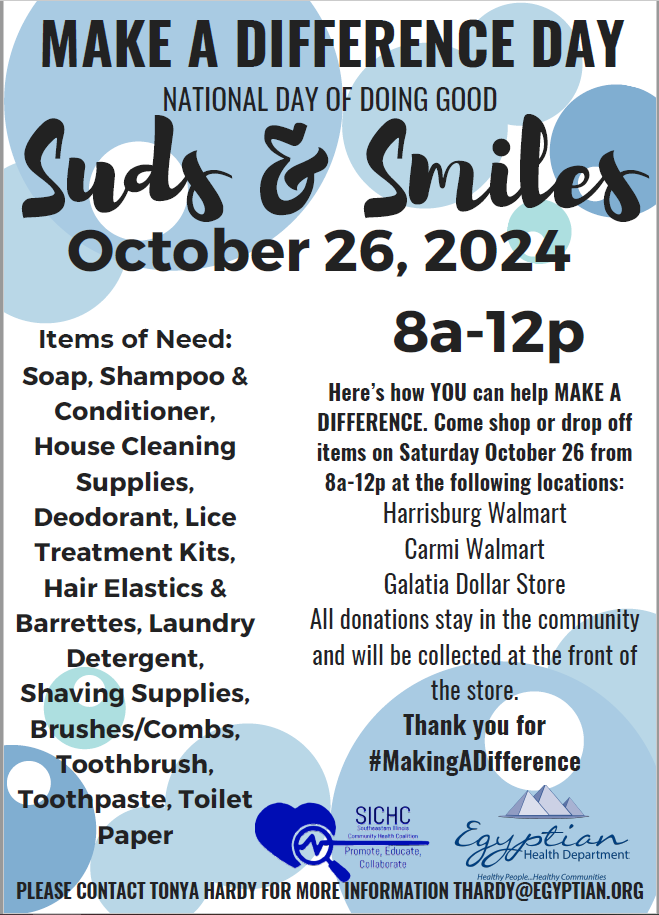 MAKE A DIFFERENCE DAY
NATIONAL DAY OF DOING GOOD
Suds & Smiles
October 26, 2024
8a-12p
Items of Need:
Soap, Shampoo &
Conditioner,
House Cleaning
Supplies,
Deodorant, Lice
Treatment Kits,
Hair Elastics &
Barrettes, Laundry
Detergent,
Shaving Supplies,
Brushes/Combs,
Toothbrush,
Toothpaste, Toilet
Paper
Here's how YOU can help MAKE A
DIFFERENCE. Come shop or drop off
items on Saturday October 26 from
8a-12p at the following locations:
Harrisburg Walmart
Carmi Walmart
Galatia Dollar Store
All donations stay in the community
and will be collected at the front of
the store.
Thank you for
#MakingADifference
SICHC
Southeastern Illinois
Community Health Coalition
Promote, Educate,
Collaborate
Egyptian
Health Department
Healthy People...Healthy Communities
PLEASE CONTACT TONYA HARDY FOR MORE INFORMATION THARDY@EGYPTIAN.ORG